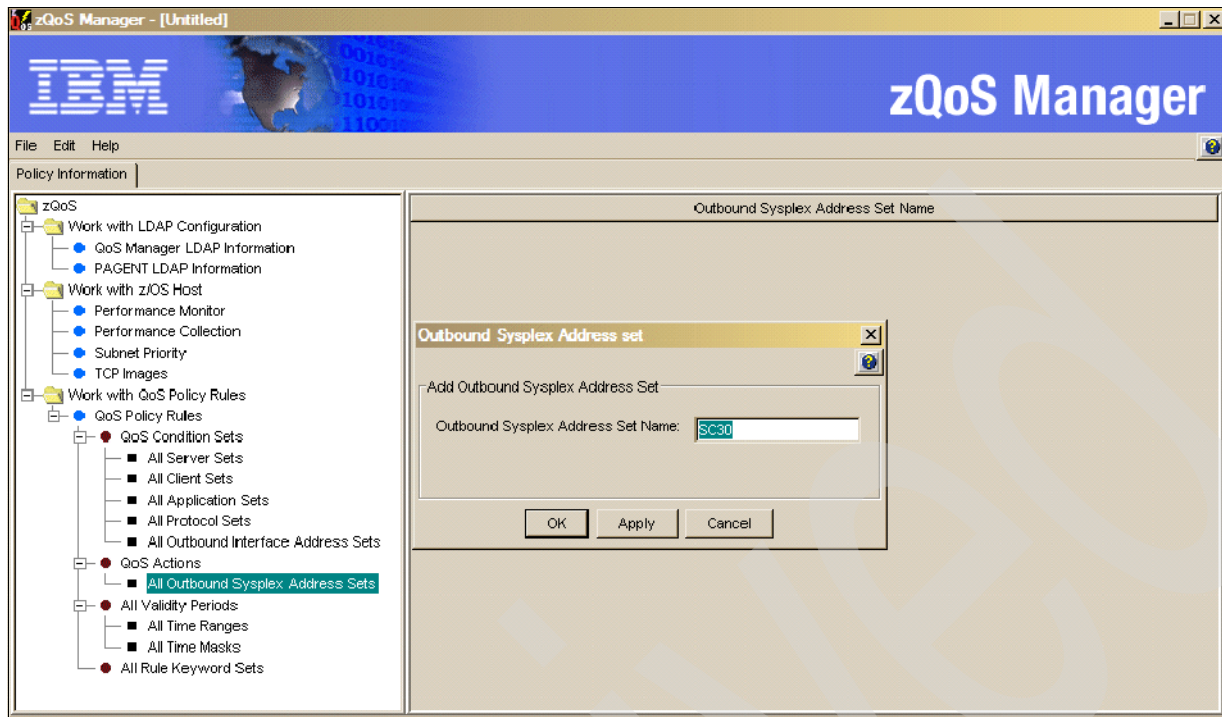 zQoS Manager - [Untitled]
IBM
zQoS Manager
File Edit Help
Policy Information
zQoS
Work with LDAP Configuration
QoS Manager LDAP Information
PAGENT LDAP Information
Work with z/OS Host
Performance Monitor
Performance Collection
Subnet Priority
TCP Images
Work with QoS Policy Rules
QoS Policy Rules
QoS Condition Sets
All Server Sets
All Client Sets
All Application Sets
All Protocol Sets
All Outbound Interface Address Sets
QoS Actions
All Outbound Sysplex Address Sets
All Validity Periods
All Time Ranges
All Time Masks
All Rule Keyword Sets
Outbound Sysplex Address Set Name
Outbound Sysplex Address set
Add Outbound Sysplex Address Set
Outbound Sysplex Address Set Name: SC30
OK Apply Cancel